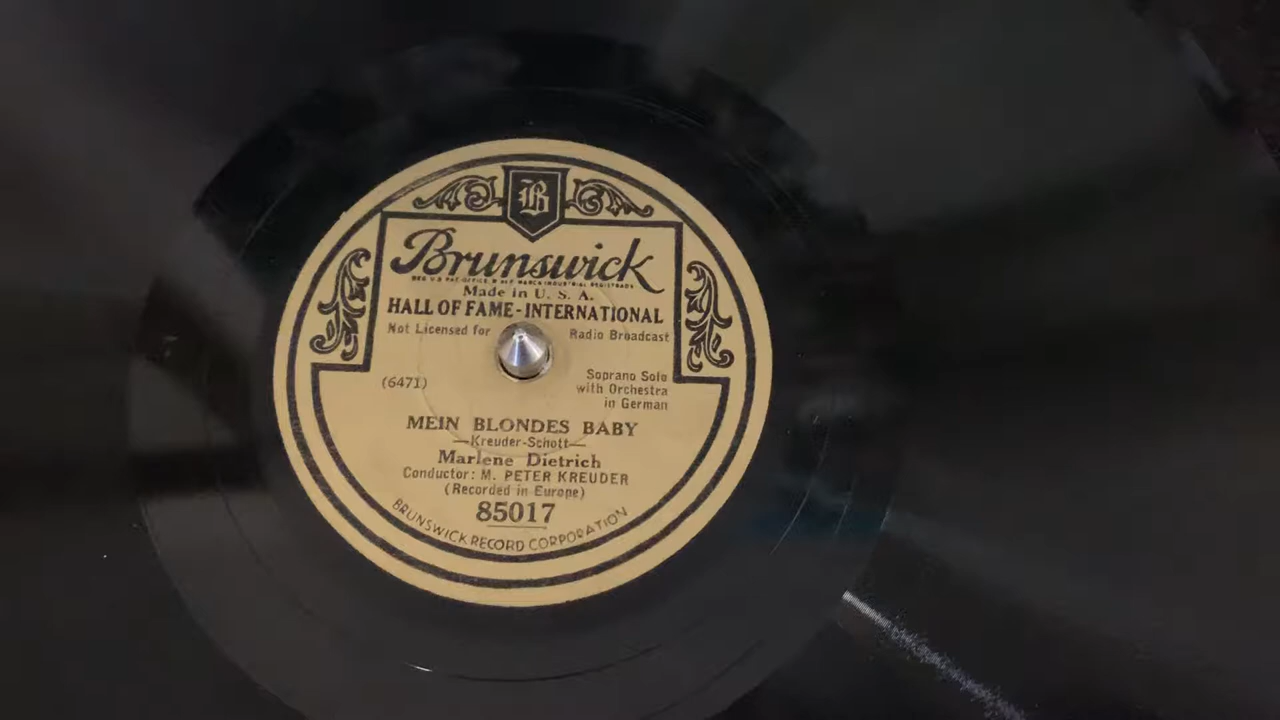 B
Brunswick
Made in U. S. A.
HALL OF FAME-INTERNATIONAL
Not Licensed for Radio Broadcast
(6471)
Soprano Solo
with Orchestra
in German
MEIN BLONDES BABY
—Kreuder-Schott—
Marlene Dietrich
Conductor: M. PETER KREUDER
(Recorded in Europe)
85017
BRUNSWICK RECORD CORPORATION